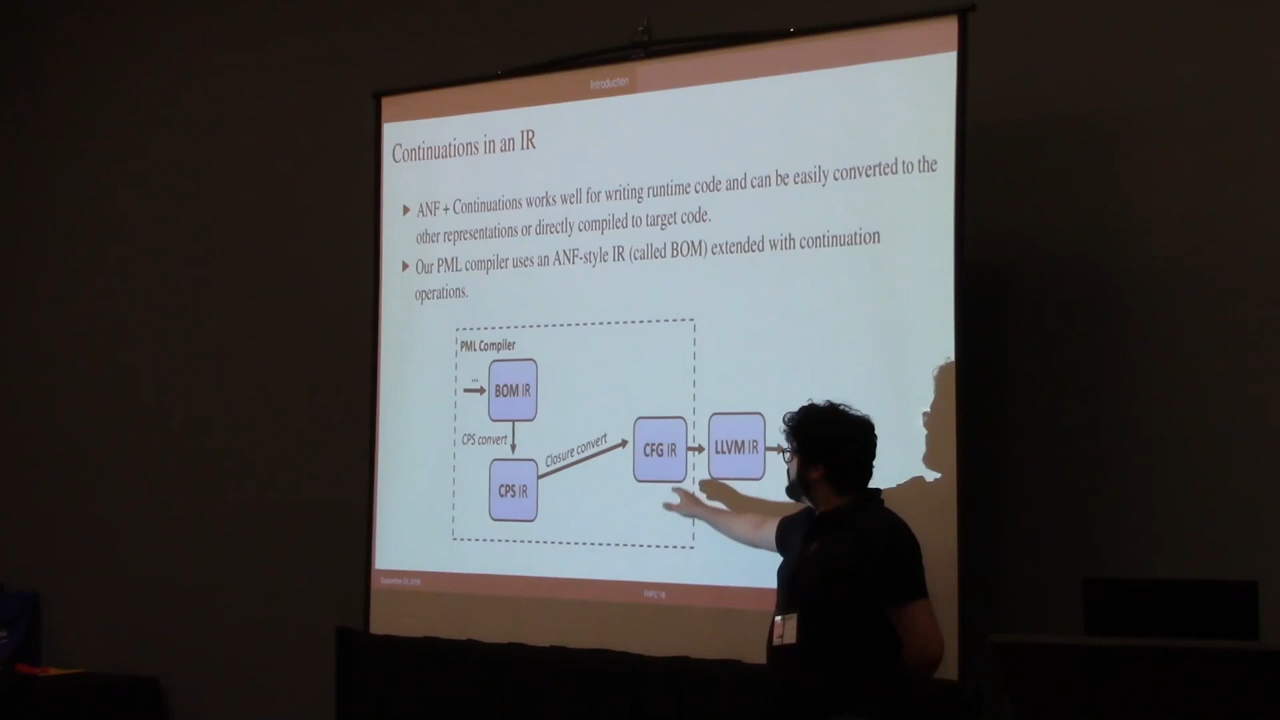 Introduction
Continuations in an IR
ANF + Continuations works well for writing runtime code and can be easily converted to the
other representations or directly compiled to target code.
Our PML compiler uses an ANF-style IR (called BOM) extended with continuation
operations.
PML Compiler
...
BOM IR
CPS convert
Closure convert
CFG IR
LLVM IR
CPS IR